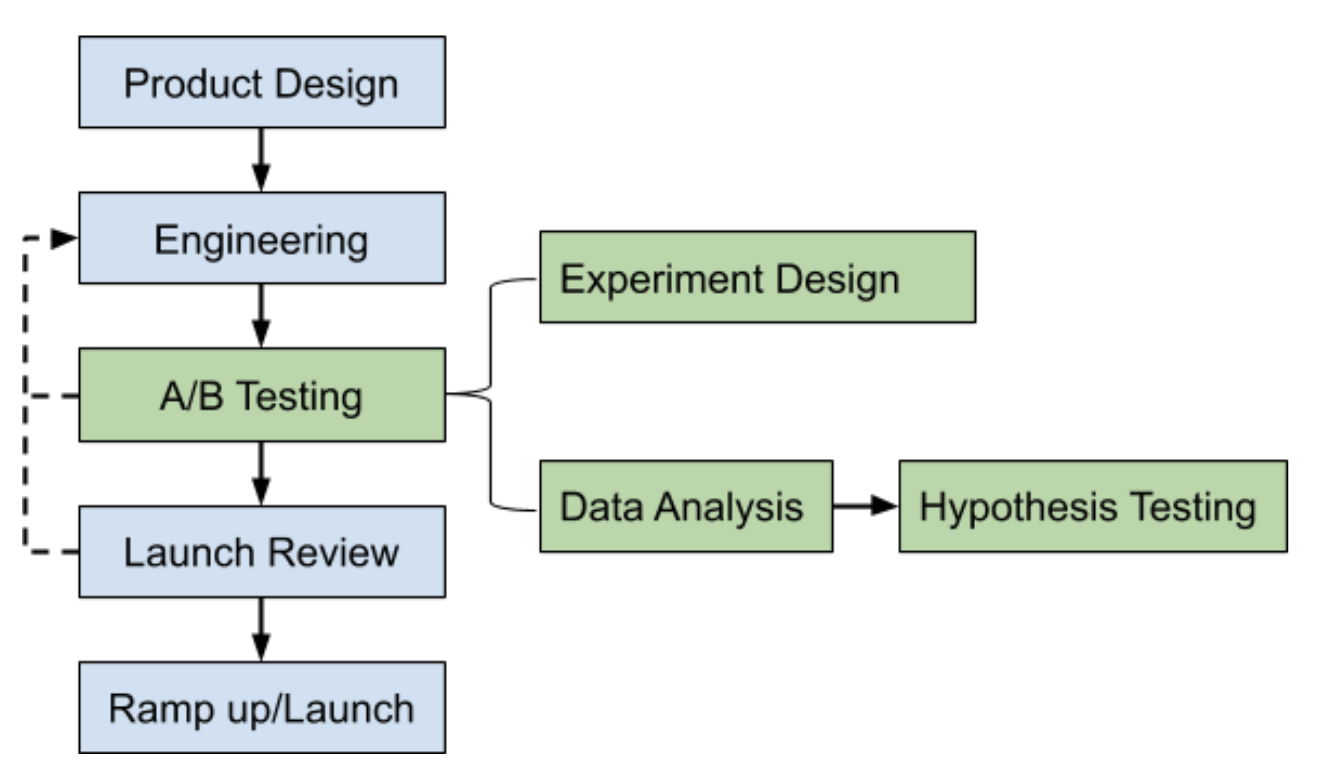 Product Design
Engineering
Experiment Design
A/B Testing
Data Analysis
Hypothesis Testing
Launch Review
Ramp up/Launch